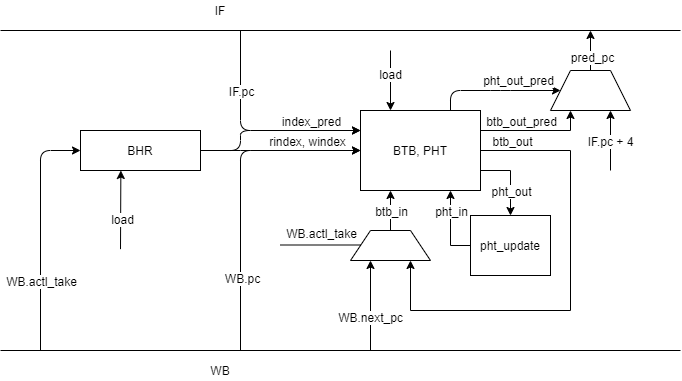 IF
pred_pc
load
pht_out_pred
IF.pc
index_pred
btb_out_pred
BHR
rindex, windex
BTB, PHT
btb_out
IF.pc + 4
pht_out
load
btb_in
pht_in
WB.actl_take
pht_update
WB.actl_take
WB.pc
WB.next_pc
WB